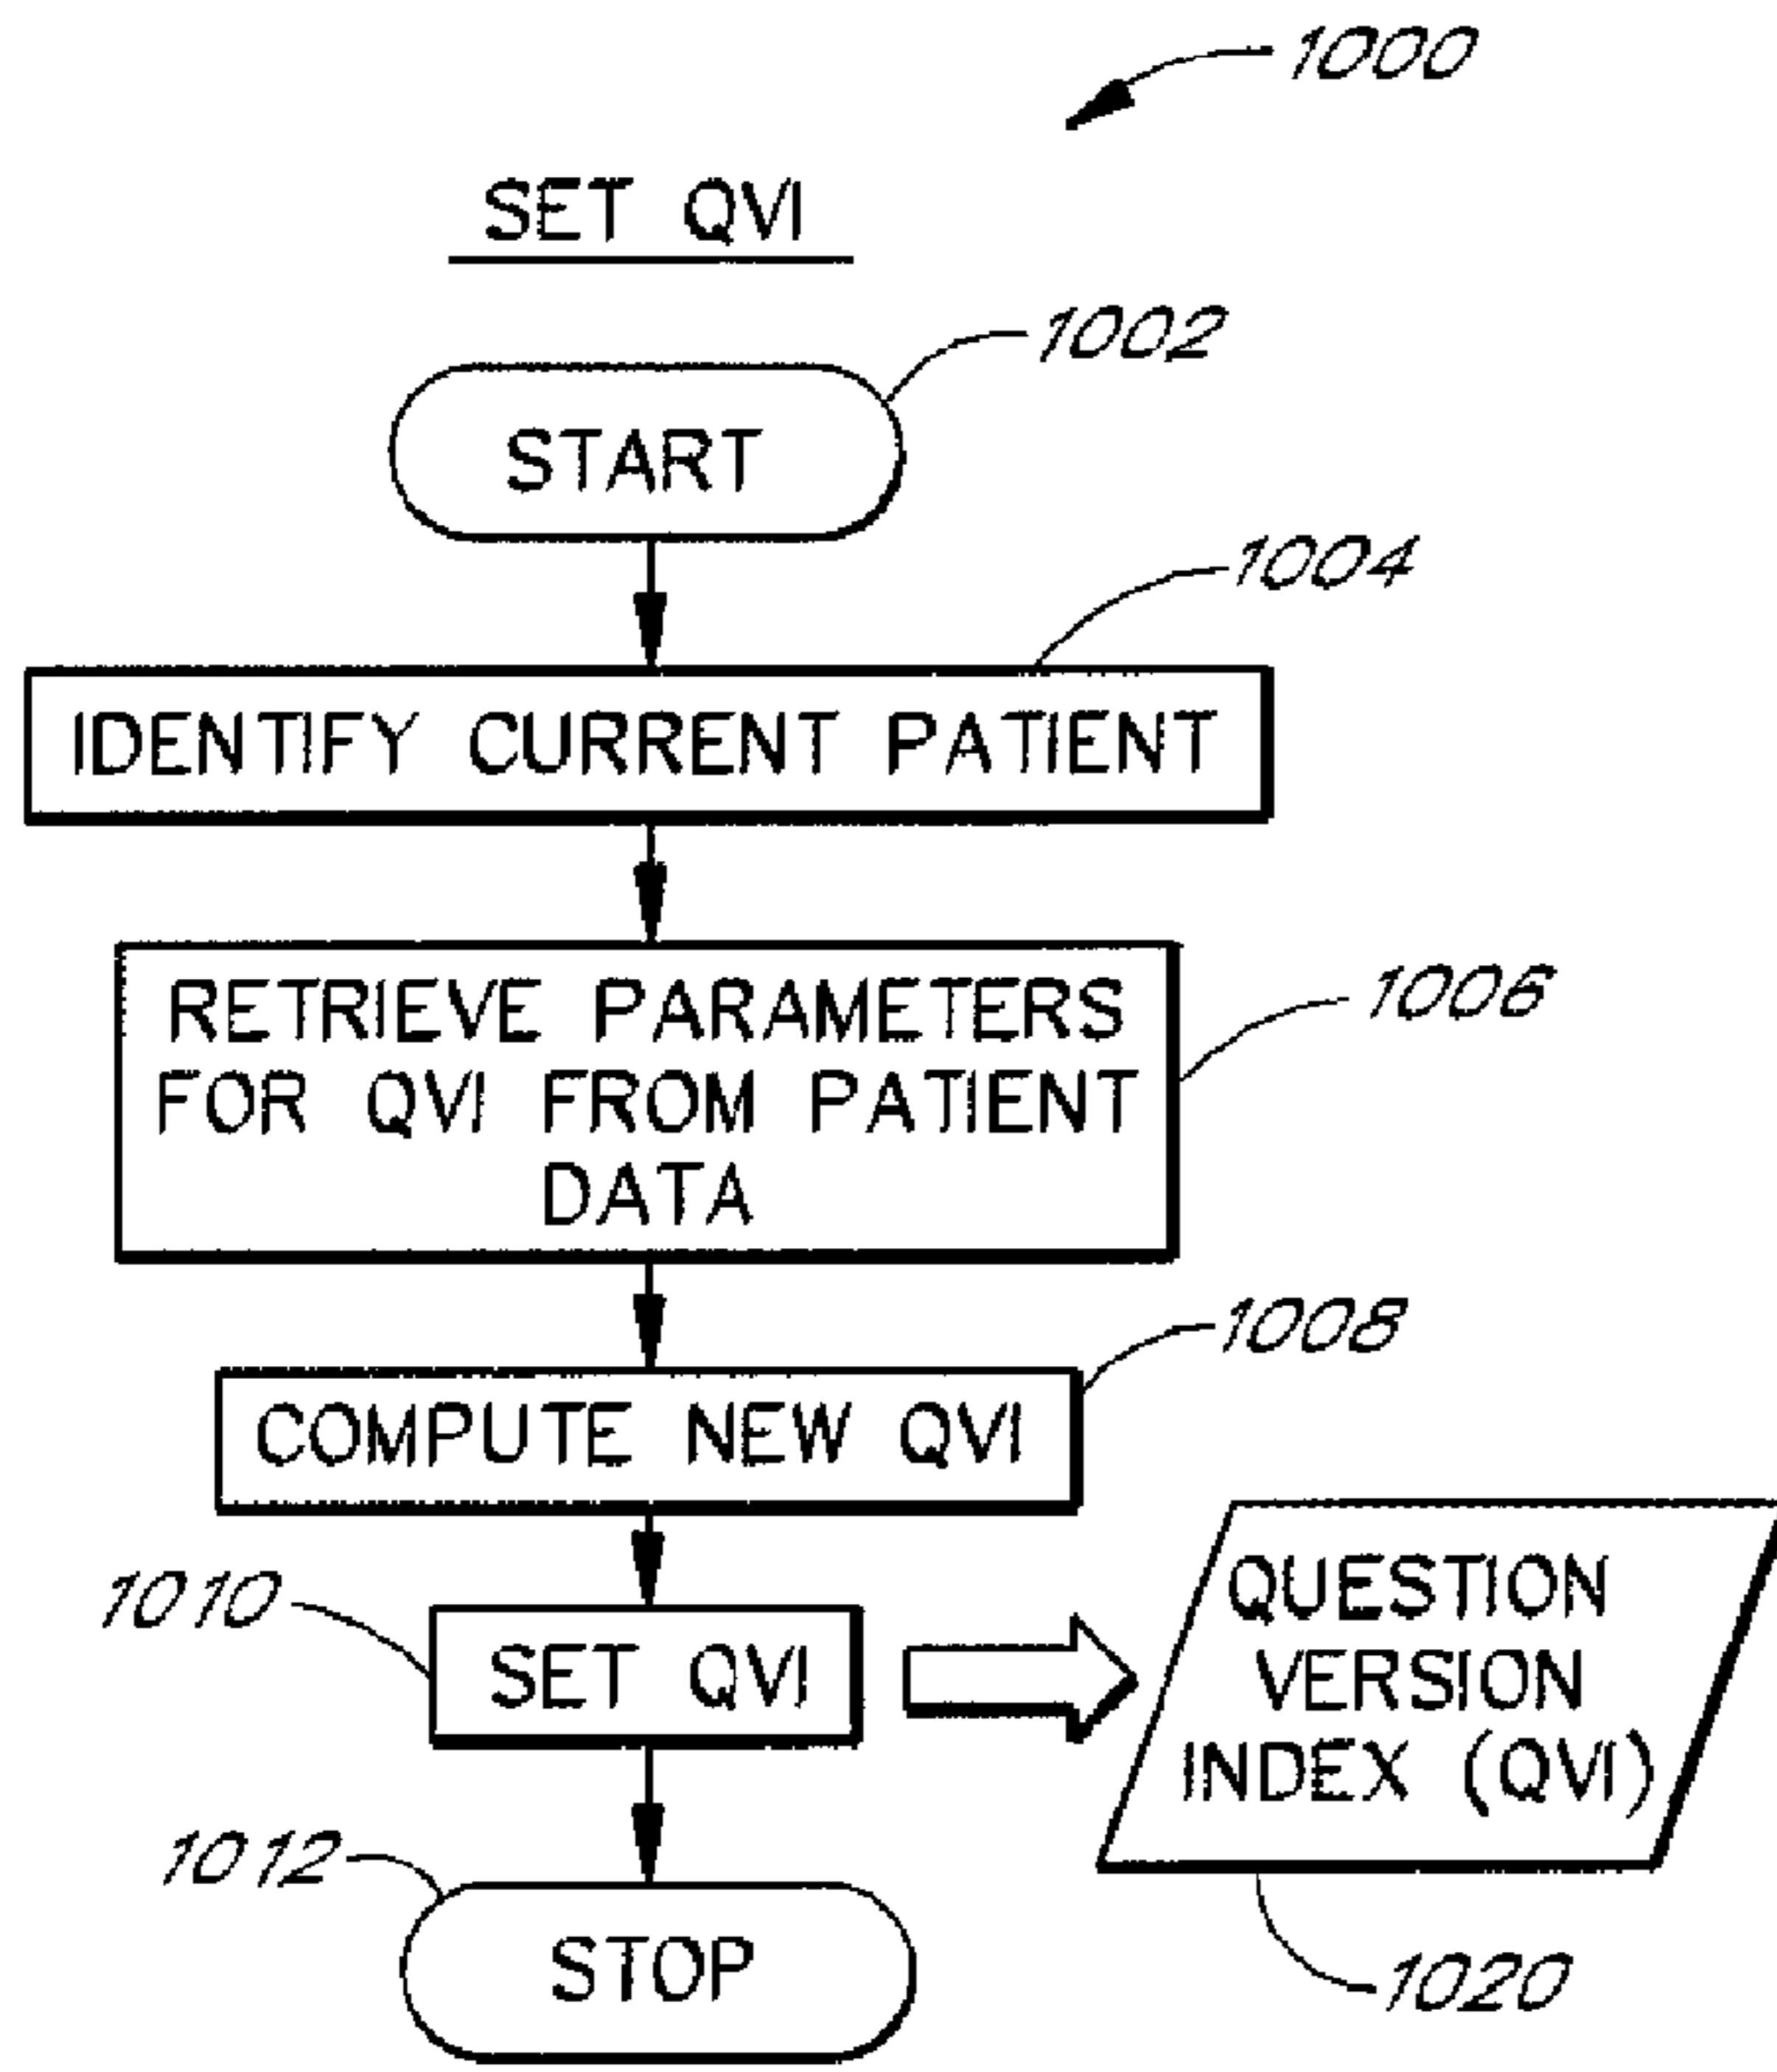 1000
SET QVI
1002
START
1004
IDENTIFY CURRENT PATIENT
1006
RETRIEVE PARAMETERS
FOR QVI FROM PATIENT
DATA
1008
COMPUTE NEW QVI
1010
SET QVI
QUESTION
VERSION
INDEX (QVI)
1012
STOP
1020